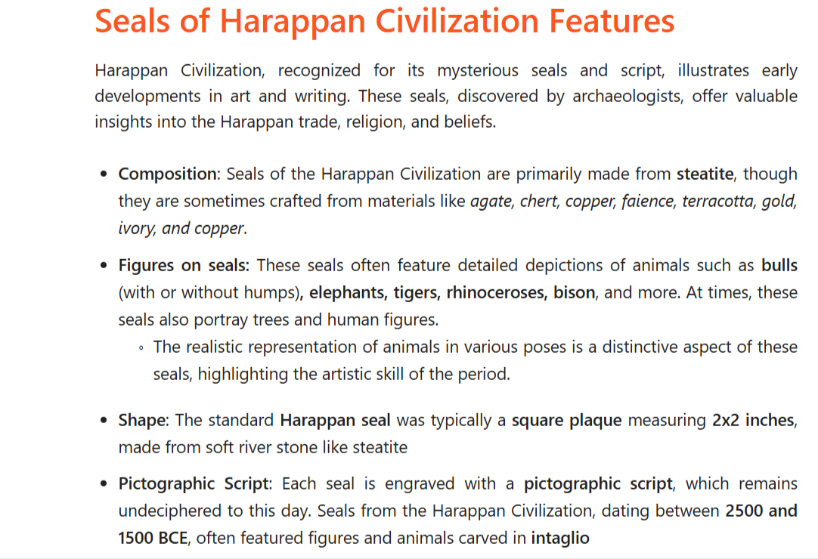 Seals of Harappan Civilization Features
Harappan Civilization, recognized for its mysterious seals and script, illustrates early
developments in art and writing. These seals, discovered by archaeologists, offer valuable
insights into the Harappan trade, religion, and beliefs.
• Composition: Seals of the Harappan Civilization are primarily made from steatite, though
they are sometimes crafted from materials like agate, chert, copper, faience, terracotta, gold,
ivory, and copper.
• Figures on seals: These seals often feature detailed depictions of animals such as bulls
(with or without humps), elephants, tigers, rhinoceroses, bison, and more. At times, these
seals also portray trees and human figures.
◦ The realistic representation of animals in various poses is a distinctive aspect of these
seals, highlighting the artistic skill of the period.
• Shape: The standard Harappan seal was typically a square plaque measuring 2x2 inches,
made from soft river stone like steatite
• Pictographic Script: Each seal is engraved with a pictographic script, which remains
undeciphered to this day. Seals from the Harappan Civilization, dating between 2500 and
1500 BCE, often featured figures and animals carved in intaglio